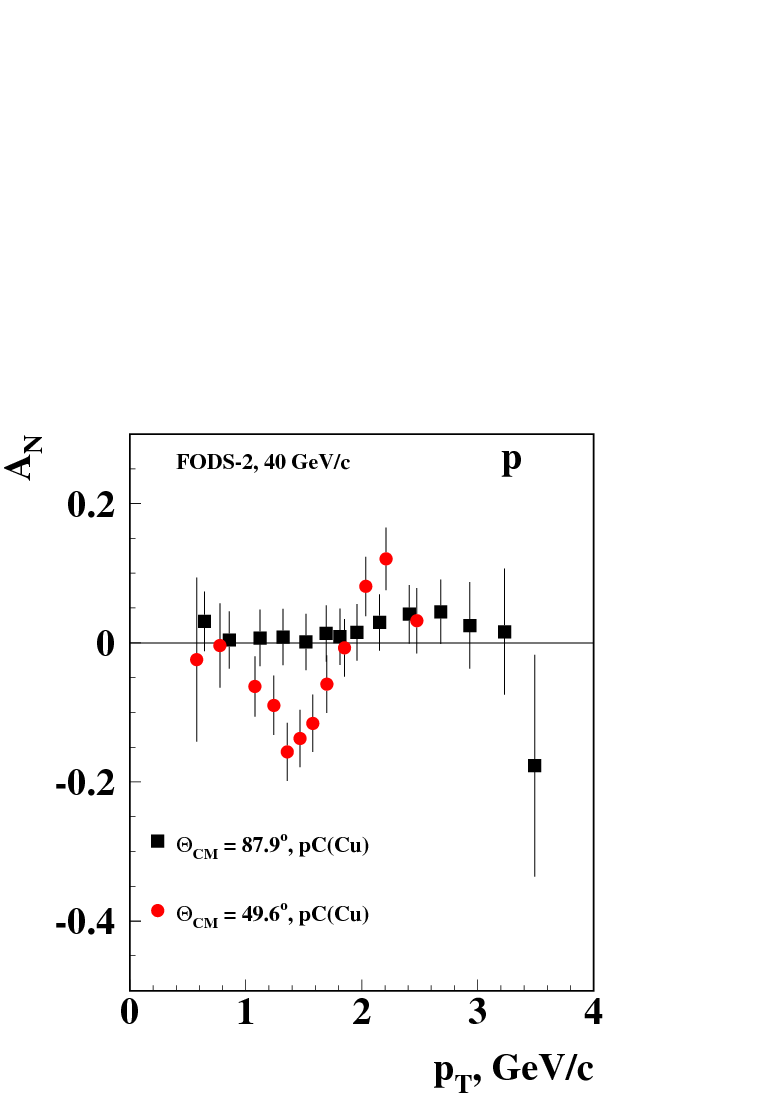 A_N
FODS-2, 40 GeV/c
p
0.2
0
-0.2
-0.4
Θ_CM = 87.9°, pC(Cu)
Θ_CM = 49.6°, pC(Cu)
0 1 2 3 4
p_T, GeV/c